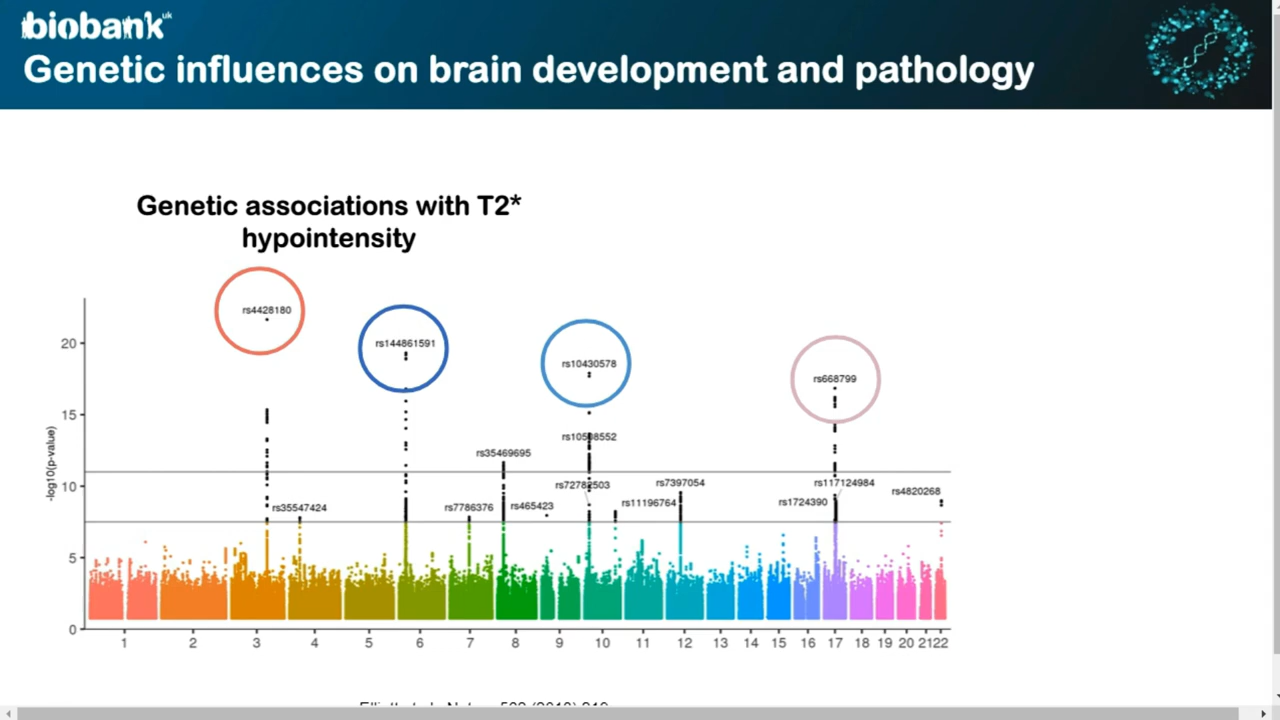 biobank uk
Genetic influences on brain development and pathology
Genetic associations with T2*
hypointensity
rs4428180
rs144861591
rs10430578
rs668799
rs35469695
rs72782503
rs7397054
rs117124984
rs4820268
rs35547424
rs7786376
rs465423
rs11196764
rs1724390
-log10(p-value)
20
15
10
5
0
1 2 3 4 5 6 7 8 9 10 11 12 13 14 15 16 17 18 19 20 21 22